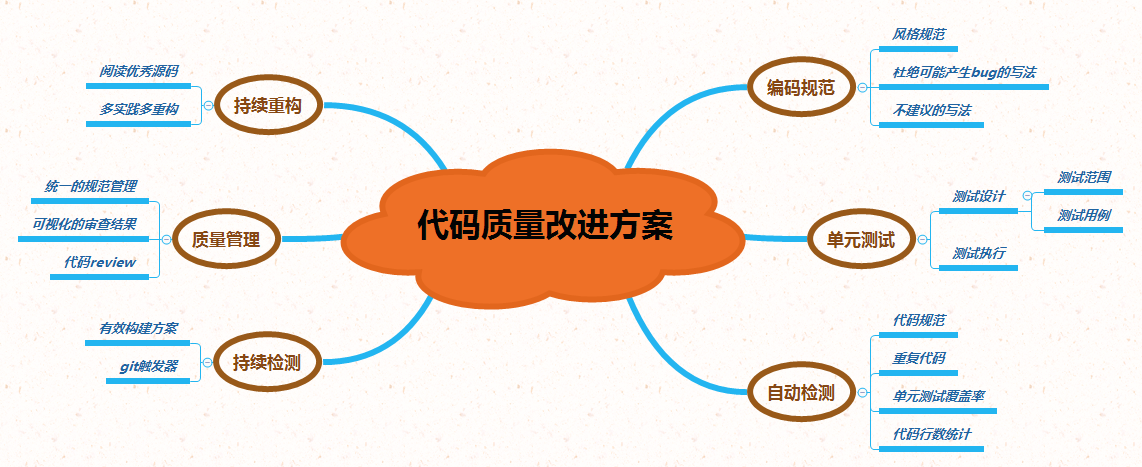 代码质量改进方案
编码规范
风格规范
杜绝可能产生bug的写法
不建议的写法
单元测试
测试设计
测试范围
测试用例
测试执行
自动检测
代码规范
重复代码
单元测试覆盖率
代码行数统计
持续重构
阅读优秀源码
多实践多重构
质量管理
统一的规范管理
可视化的审查结果
代码review
持续检测
有效构建方案
git触发器